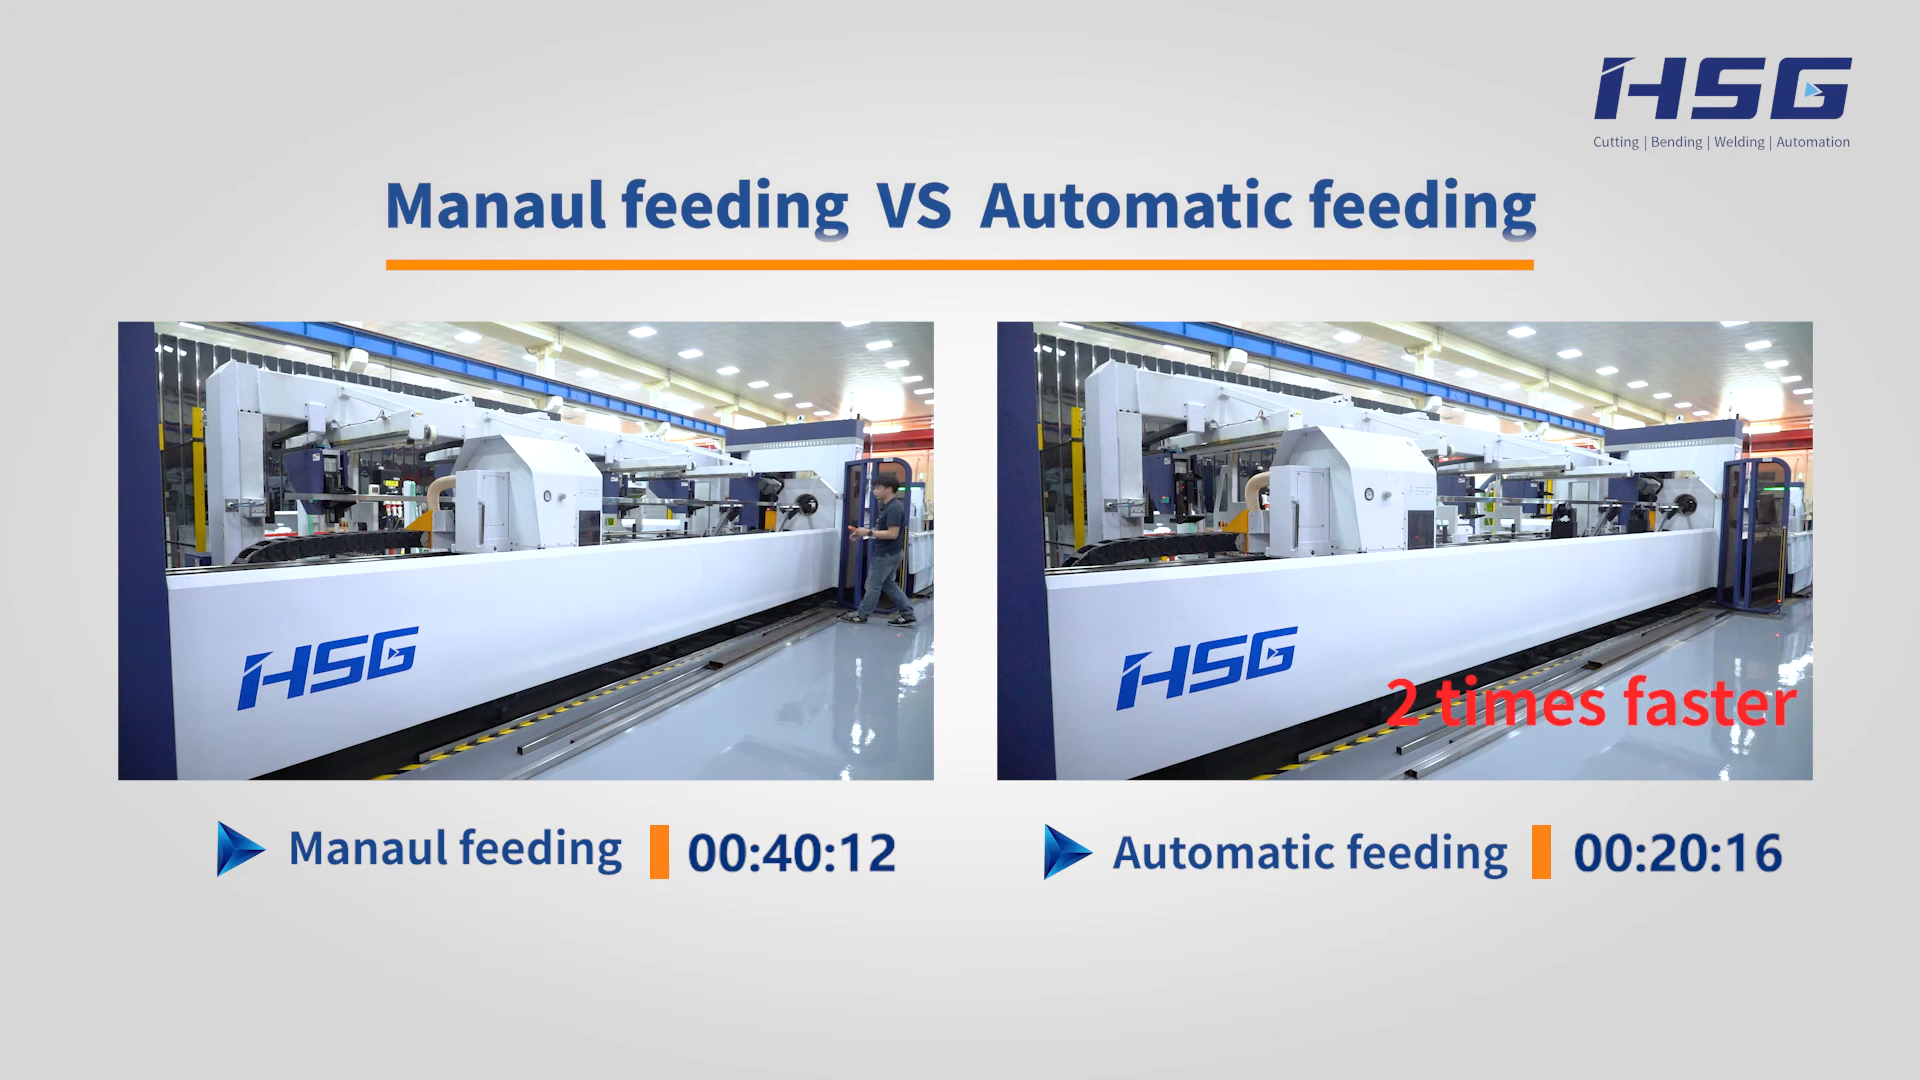 HSG
Cutting | Bending | Welding | Automation
Manaul feeding VS Automatic feeding
HSG
HSG
2 times faster
Manaul feeding
00:40:12
Automatic feeding
00:20:16